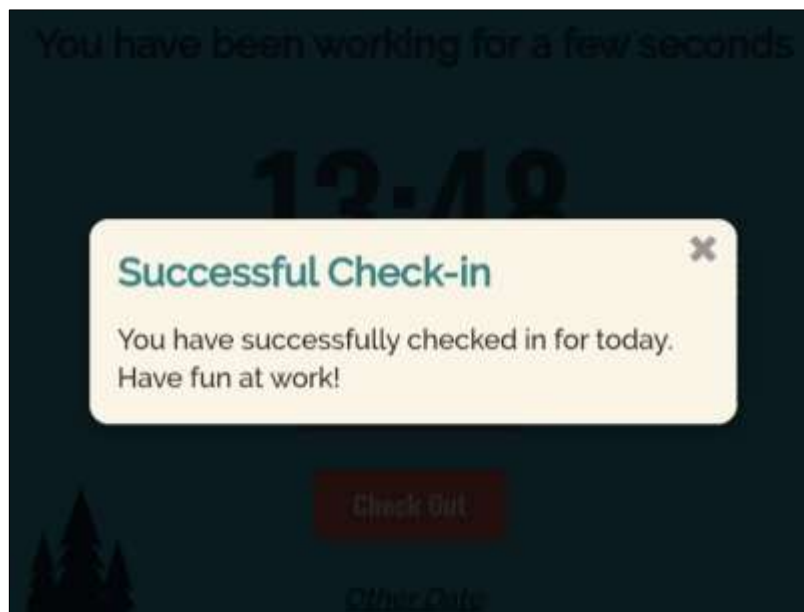 You have been working for a few seconds
13:48
Successful Check-in
You have successfully checked in for today.
Have fun at work!
Check Out
Other Date